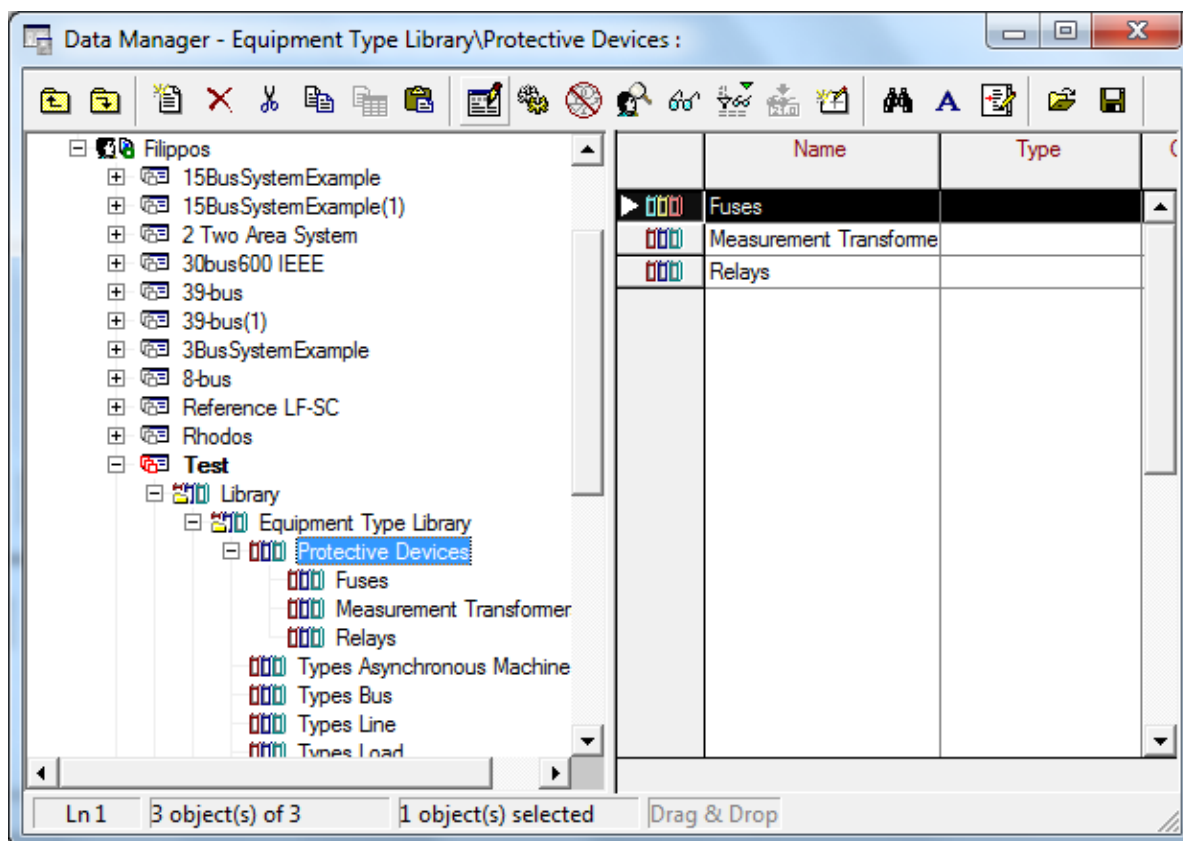 Data Manager - Equipment Type Library\Protective Devices :
Filippos
15BusSystemExample
15BusSystemExample(1)
2 Two Area System
30bus600 IEEE
39-bus
39-bus(1)
3BusSystemExample
8-bus
Reference LF-SC
Rhodos
Test
Library
Equipment Type Library
Protective Devices
Fuses
Measurement Transformer
Relays
Types Asynchronous Machine
Types Bus
Types Line
Types Load
Name Type
Fuses
Measurement Transforme
Relays
Ln 1 3 object(s) of 3 1 object(s) selected Drag & Drop